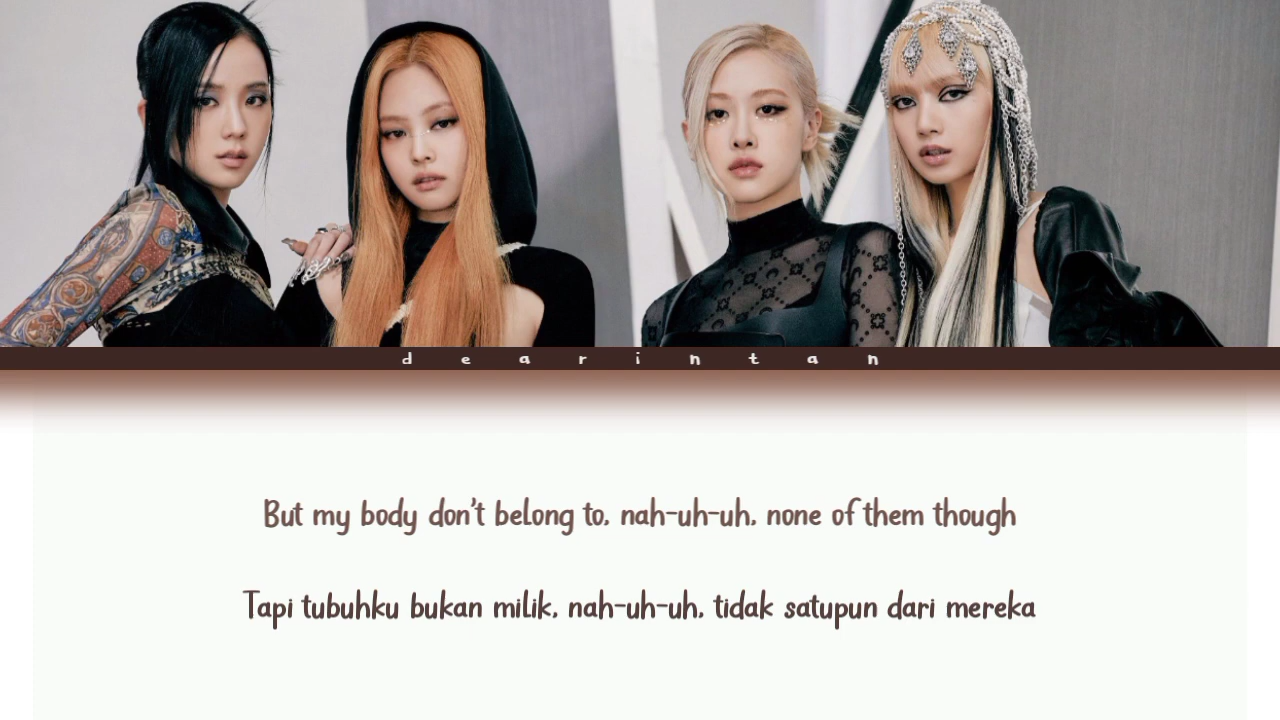 d e a r i n t a n
But my body don't belong to, nah-uh-uh, none of them though
Tapi tubuhku bukan milik, nah-uh-uh, tidak satupun dari mereka